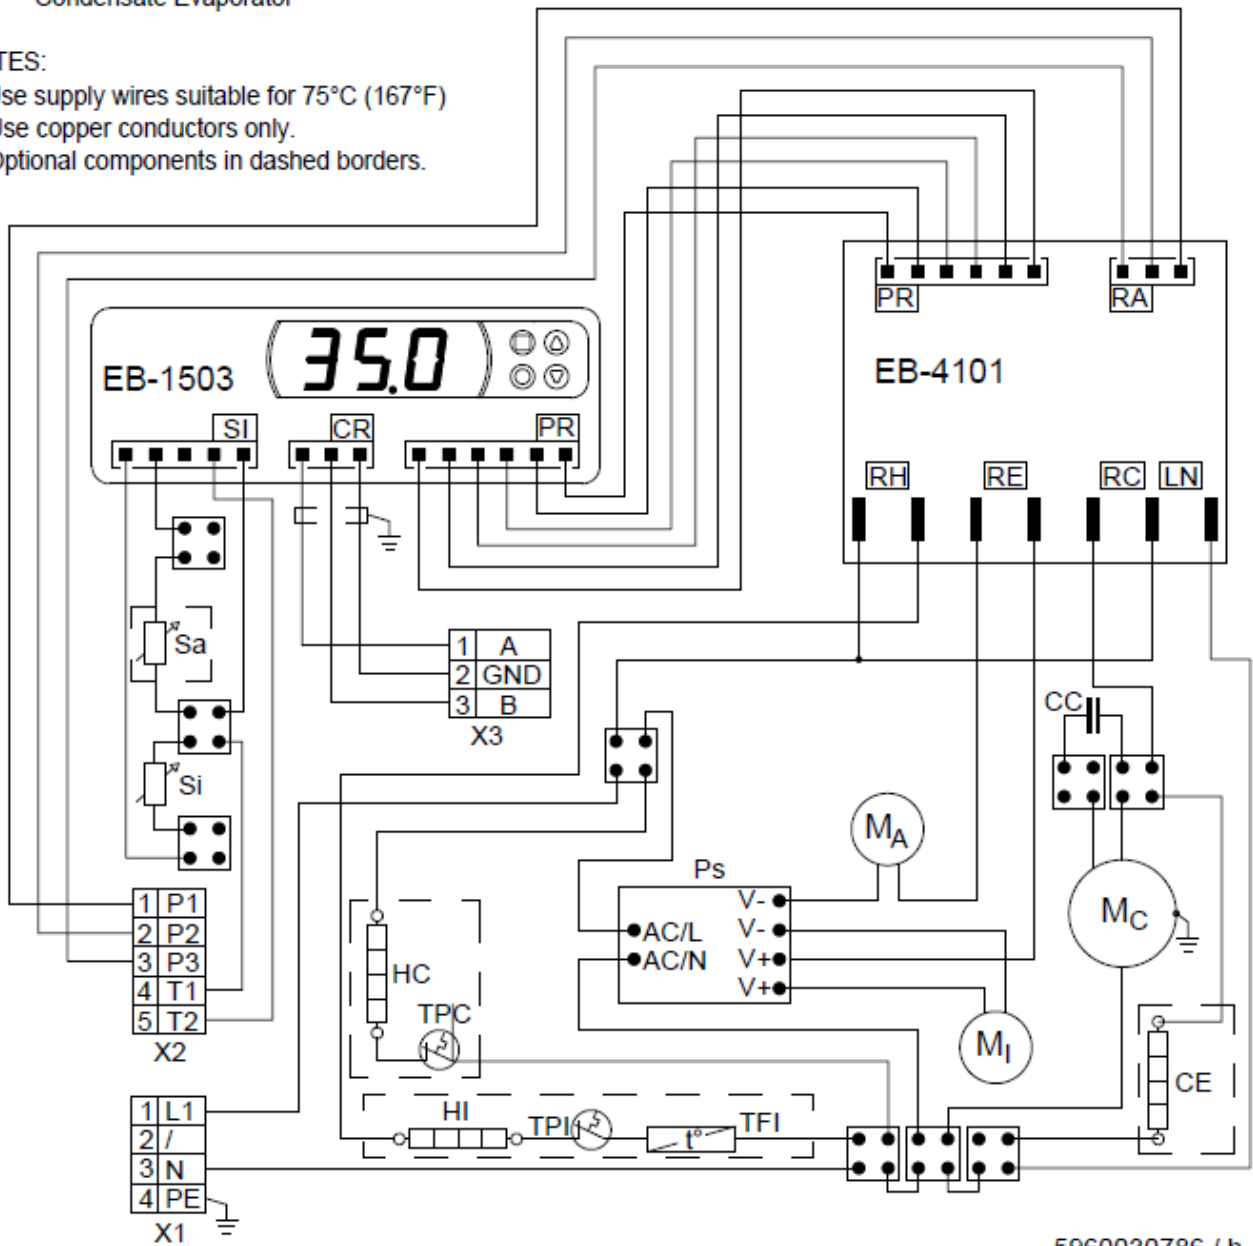 Condensate Evaporator
TES:
Use supply wires suitable for 75°C (167°F)
Use copper conductors only.
Optional components in dashed borders.
PR
RA
EB-4101
EB-1503
35.0
SI
CR
PR
RH
RE
RC
LN
Sa
1 A
2 GND
3 B
X3
CC
Si
MA
Ps
V-
AC/L
V-
AC/N
V+
V+
MC
1 P1
2 P2
3 P3
4 T1
5 T2
X2
HC
TPC
MI
CE
1 L1
2 /
3 N
4 PE
X1
HI
TPI
t°
TFI
5960030786 / b